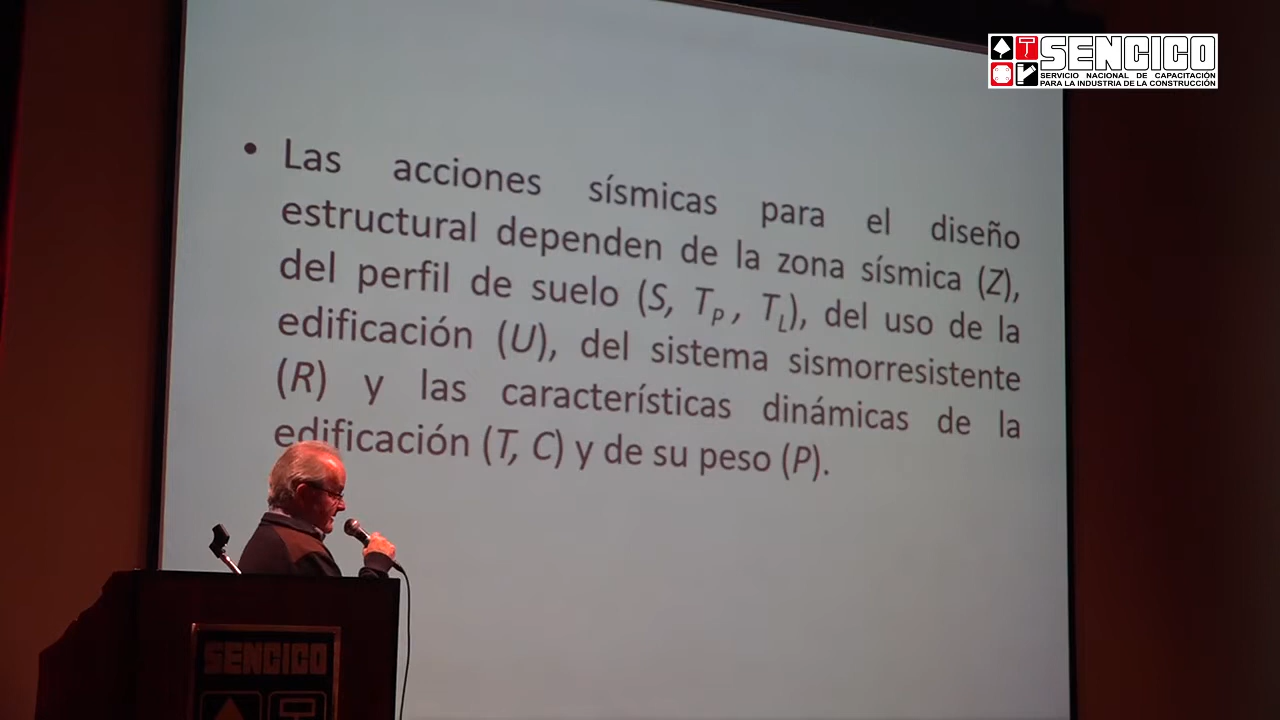 SENCICO
SERVICIO NACIONAL DE CAPACITACIÓN
PARA LA INDUSTRIA DE LA CONSTRUCCIÓN
• Las acciones sísmicas para el diseño
estructural dependen de la zona sísmica (Z),
del perfil de suelo (S, TP , TL), del uso de la
edificación (U), del sistema sismorresistente
(R) y las características dinámicas de la
edificación (T, C) y de su peso (P).
SENCICO